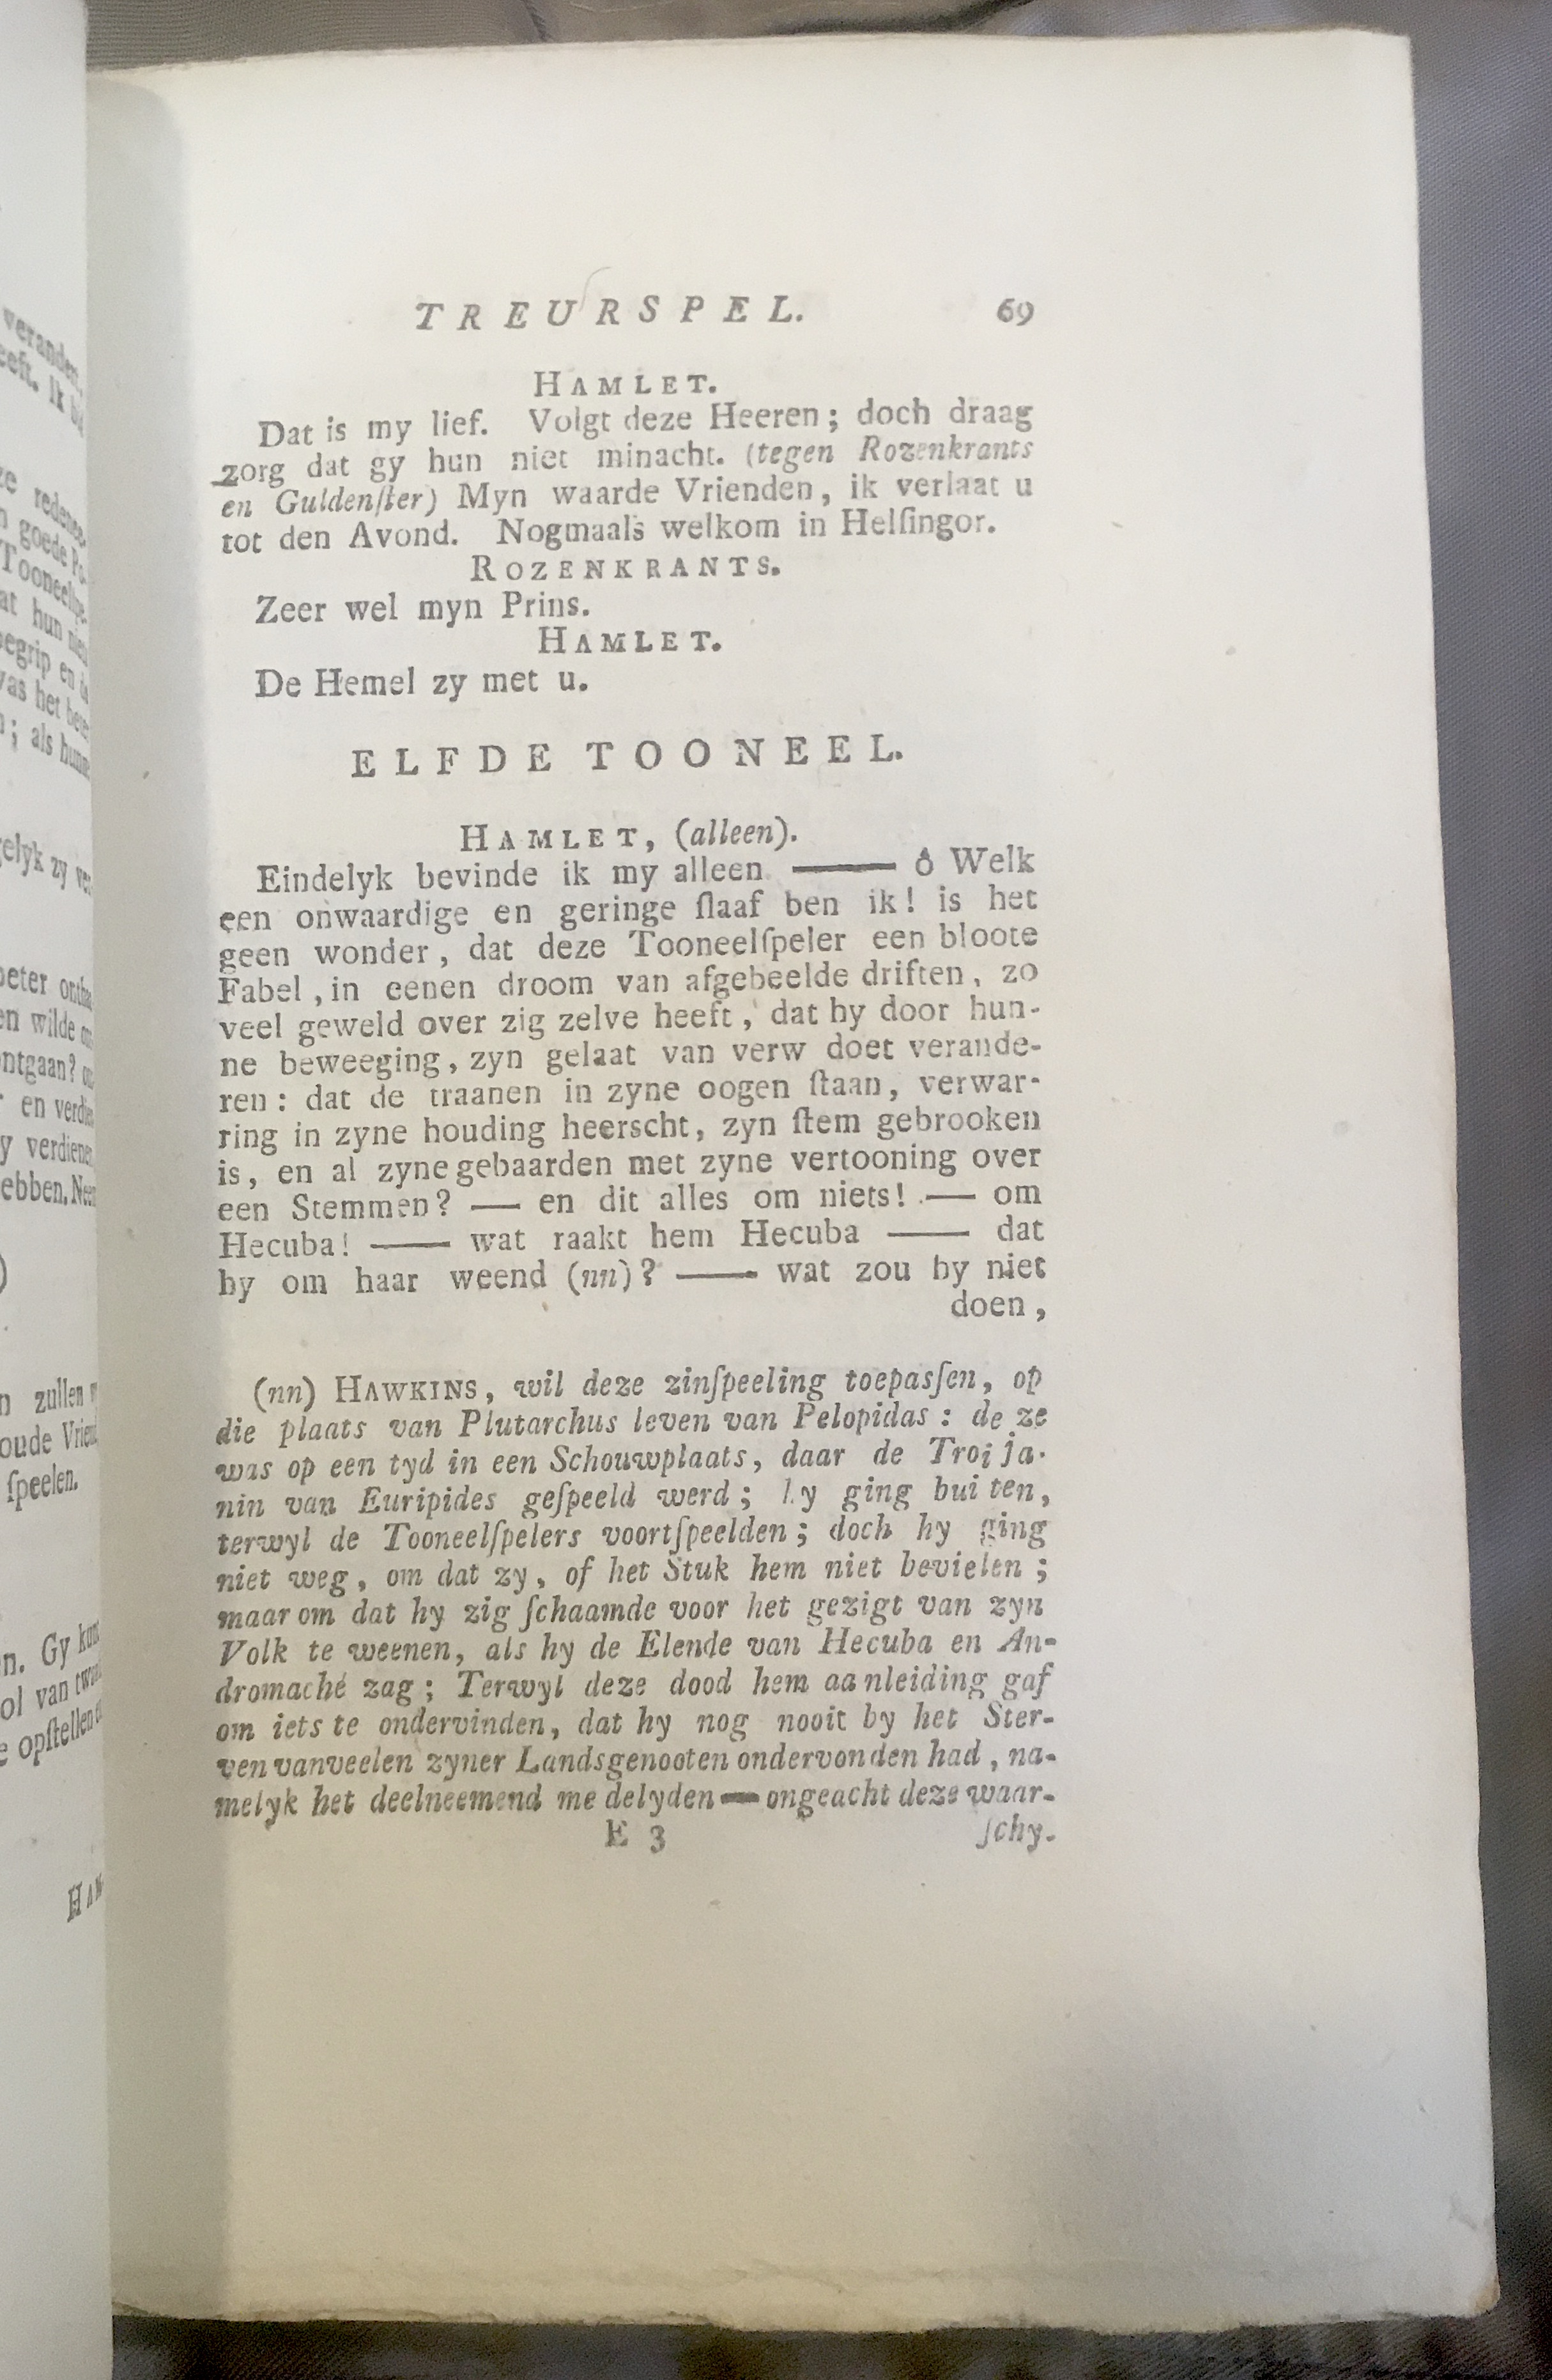 TREURSPEL. 69
HAMLET.
Dat is my lief. Volgt deze Heeren; doch draag
zorg dat gy hun niet minacht. (tegen Rozenkrants
en Guldenſter) Myn waarde Vrienden, ik verlaat u
tot den Avond. Nogmaals welkom in Helſingor.
ROZENKRANTS.
Zeer wel myn Prins.
HAMLET.
De Hemel zy met u.
ELFDE TOONEEL.
HAMLET, (alleen).
Eindelyk bevinde ik my alleen —— ô Welk
een onwaardige en geringe ſlaaf ben ik! is het
geen wonder, dat deze Tooneelſpeler een bloote
Fabel, in eenen droom van afgebeelde driften, zo
veel geweld over zig zelve heeft, dat hy door hun-
ne beweeging, zyn gelaat van verw doet verande-
ren: dat de traanen in zyne oogen ſtaan, verwar-
ring in zyne houding heerscht, zyn ſtem gebrooken
is, en al zyne gebaarden met zyne vertooning over
een Stemmen? — en dit alles om niets! — om
Hecuba! —— wat raakt hem Hecuba —— dat
hy om haar weend (nn)? —— wat zou hy niet
doen,
(nn) HAWKINS, wil deze zinſpeeling toepasſen, op
die plaats van Plutarchus leven van Pelopidas: de ze
was op een tyd in een Schouwplaats, daar de Troi ja-
nin van Euripides geſpeeld werd; hy ging bui ten,
terwyl de Tooneelſpelers voortſpeelden; doch hy ging
niet weg, om dat zy, of het Stuk hem niet bevielen;
maar om dat hy zig ſchaamde voor het gezigt van zyn
Volk te weenen, als hy de Elende van Hecuba en An-
dromaché zag; Terwyl deze dood hem aanleiding gaf
om iets te ondervinden, dat hy nog nooit by het Ster-
ven vanveelen zyner Landsgenooten ondervonden had, na-
melyk het deelneemend me delyden — ongeacht deze waar-
E 3 ſchy-